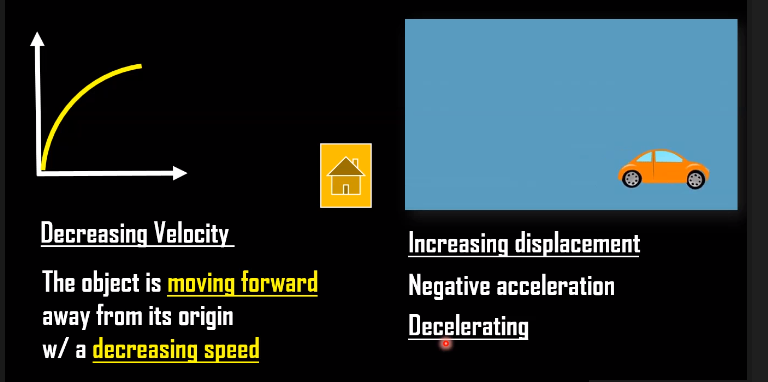 Decreasing Velocity
The object is moving forward
away from its origin
w/ a decreasing speed
Increasing displacement
Negative acceleration
Decelerating